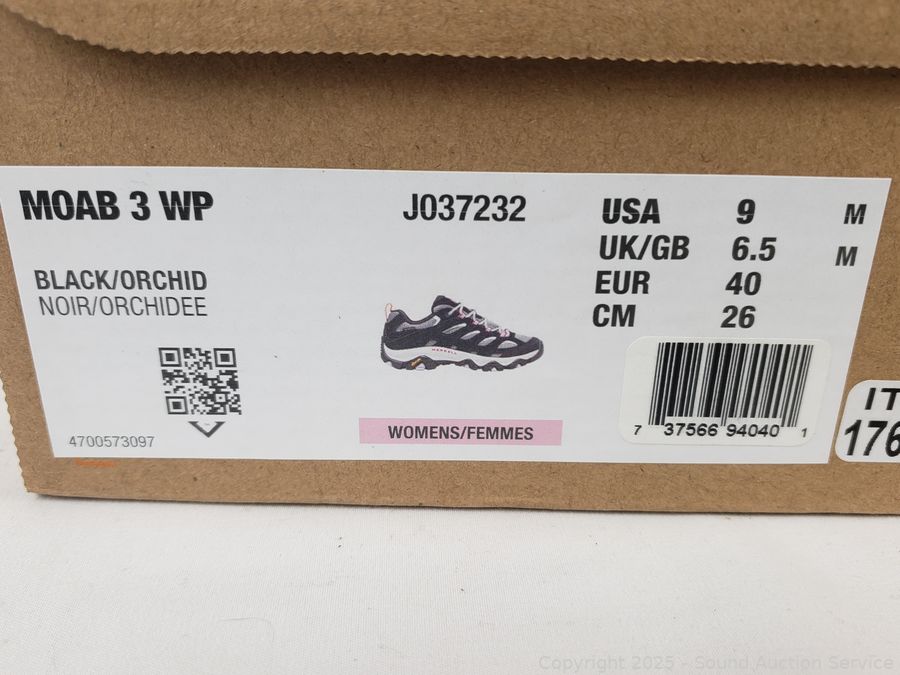 MOAB 3 WP
J037232
BLACK/ORCHID
NOIR/ORCHIDEE
4700573097
MERRELL
WOMENS/FEMMES
USA 9 M
UK/GB 6.5 M
EUR 40
CM 26
7 37566 94040 1
IT
176
Copyright 2025 - Sound Auction Service